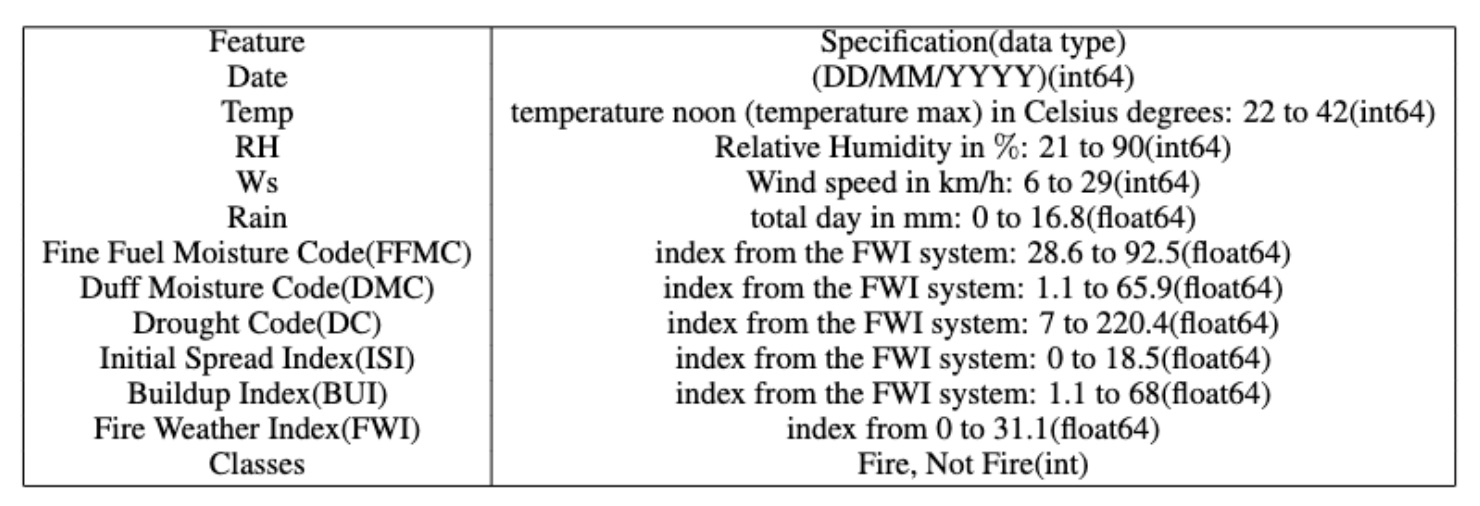 Feature Specification(data type)
Date (DD/MM/YYYY)(int64)
Temp temperature noon (temperature max) in Celsius degrees: 22 to 42(int64)
RH Relative Humidity in %: 21 to 90(int64)
Ws Wind speed in km/h: 6 to 29(int64)
Rain total day in mm: 0 to 16.8(float64)
Fine Fuel Moisture Code(FFMC) index from the FWI system: 28.6 to 92.5(float64)
Duff Moisture Code(DMC) index from the FWI system: 1.1 to 65.9(float64)
Drought Code(DC) index from the FWI system: 7 to 220.4(float64)
Initial Spread Index(ISI) index from the FWI system: 0 to 18.5(float64)
Buildup Index(BUI) index from the FWI system: 1.1 to 68(float64)
Fire Weather Index(FWI) index from 0 to 31.1(float64)
Classes Fire, Not Fire(int)